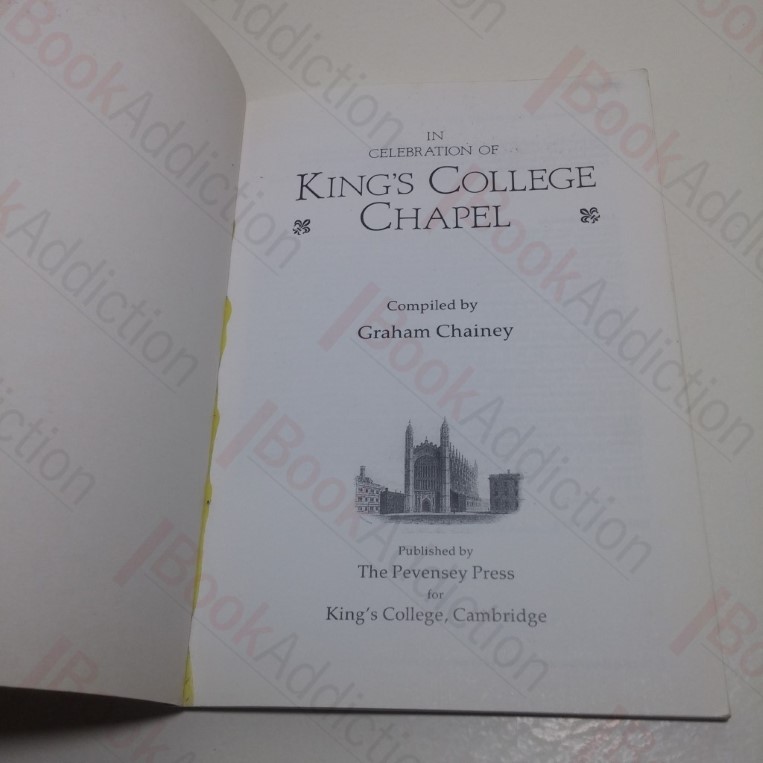 IN
CELEBRATION OF
KING'S COLLEGE
CHAPEL
Compiled by
Graham Chainey
Published by
The Pevensey Press
for
King's College, Cambridge
BookAddiction